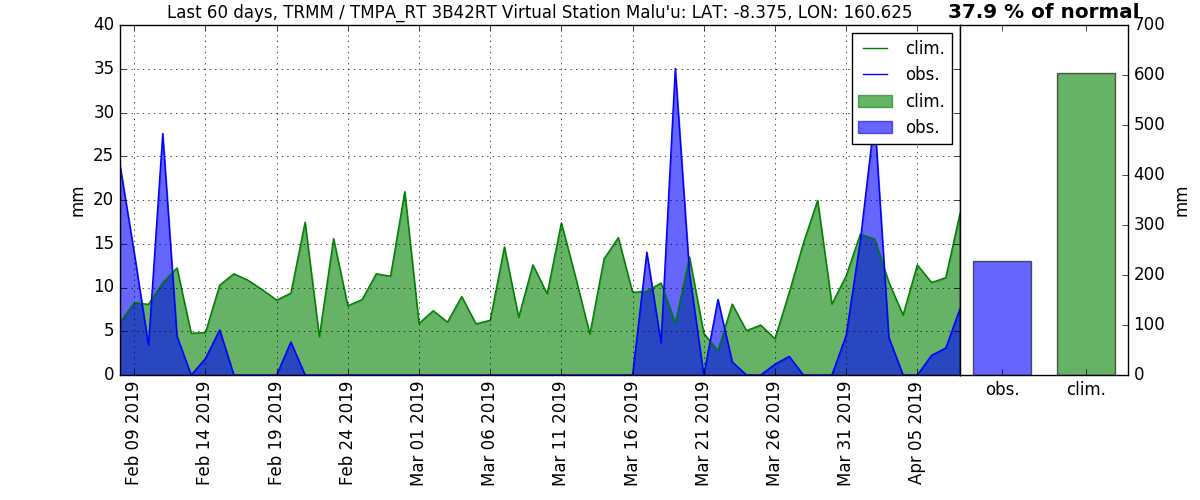 Last 60 days, TRMM / TMPA_RT 3B42RT Virtual Station Malu'u: LAT: -8.375, LON: 160.625
37.9 % of normal
40
35
30
25
20
15
10
5
0
mm
clim.
obs.
clim.
obs.
700
600
500
400
300
200
100
0
mm
Feb 09 2019
Feb 14 2019
Feb 19 2019
Feb 24 2019
Mar 01 2019
Mar 06 2019
Mar 11 2019
Mar 16 2019
Mar 21 2019
Mar 26 2019
Mar 31 2019
Apr 05 2019
obs.
clim.